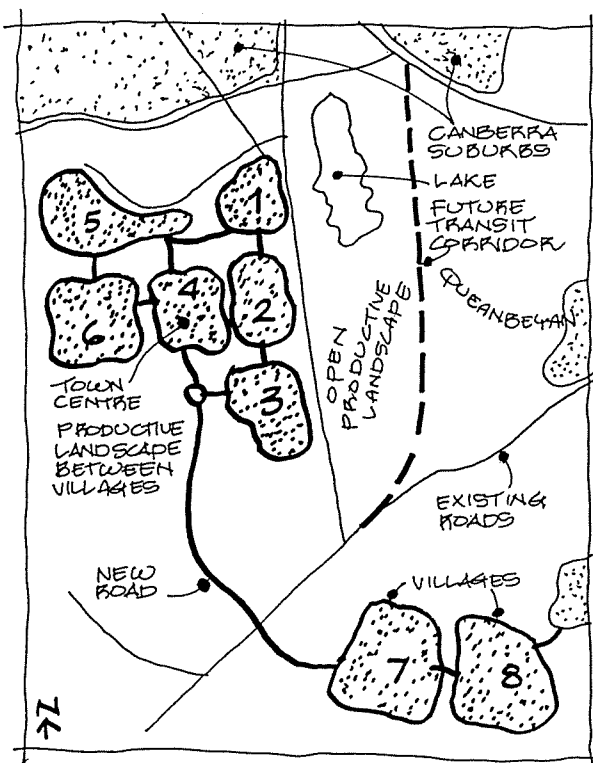 CANBERRA
SUBURBS
LAKE
FUTURE
TRANSIT
CORRIDOR
QUEANBEYAN
1
5
4
2
6
3
OPEN
PRODUCTIVE
LANDSCAPE
TOWN
CENTRE
PRODUCTIVE
LANDSCAPE
BETWEEN
VILLAGES
EXISTING
ROADS
NEW
ROAD
VILLAGES
7
8
N